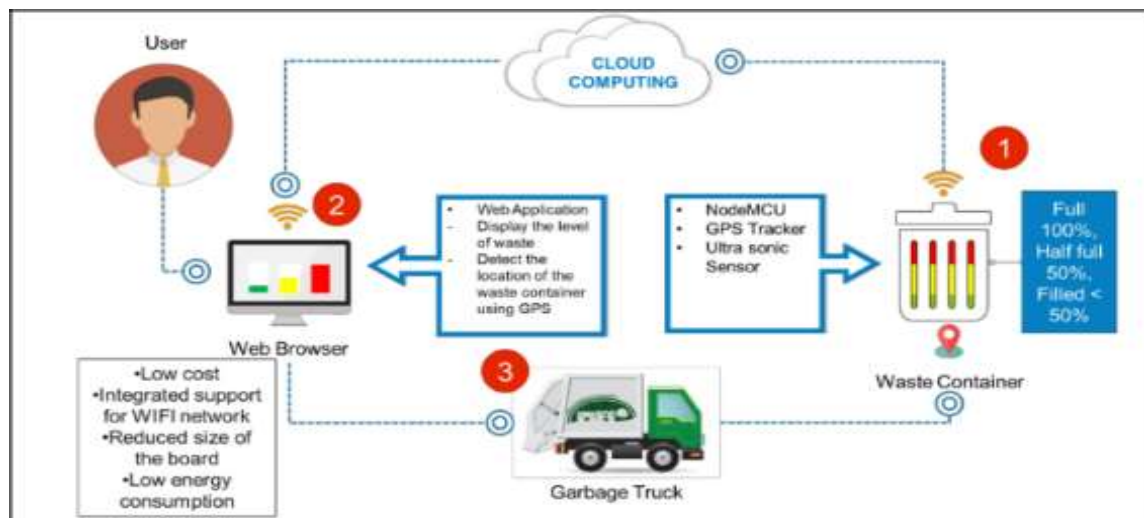 User
CLOUD
COMPUTING
1
2
• Web Application
- Display the level
of waste
- Detect the
location of the
waste container
using GPS
• NodeMCU
• GPS Tracker
• Ultra sonic
Sensor
Full
100%,
Half full
50%,
Filled <
50%
Web Browser
•Low cost
•Integrated support
for WIFI network
•Reduced size of
the board
•Low energy
consumption
3
Garbage Truck
Waste Container